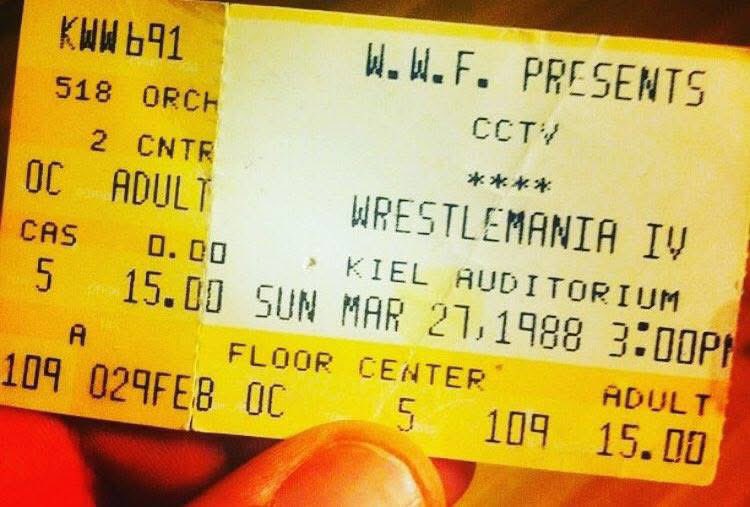 KWW691
518 ORCH
2 CNTR
OC ADULT
CAS 0.00
5 15.00
A
109 029FE8
W.W.F. PRESENTS
CCTV
****
WRESTLEMANIA IV
KIEL AUDITORIUM
SUN MAR 27,1988 3:00PM
FLOOR CENTER ADULT
OC 5 109 15.00